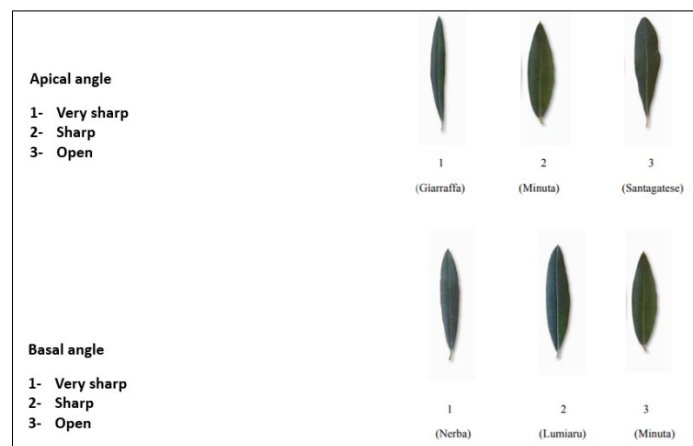 Apical angle
1- Very sharp
2- Sharp
3- Open
1 2 3
(Giarraffa) (Minuta) (Santagatese)
Basal angle
1- Very sharp
2- Sharp
3- Open
1 2 3
(Nerba) (Lumiaru) (Minuta)